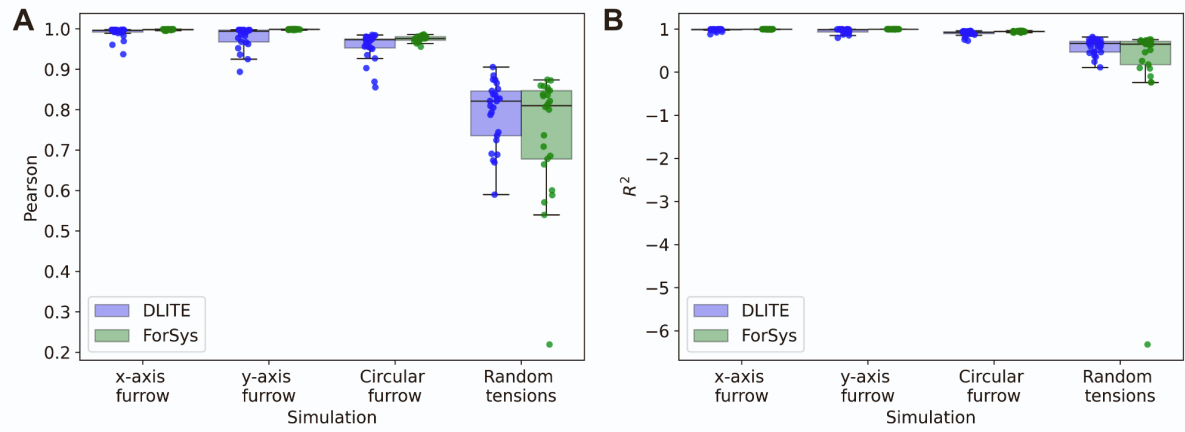 A
Pearson
1.0
0.9
0.8
0.7
0.6
0.5
0.4
0.3
0.2
DLITE
ForSys
x-axis
furrow
y-axis
furrow
Circular
furrow
Random
tensions
Simulation
B
R²
1
0
−1
−2
−3
−4
−5
−6
DLITE
ForSys
x-axis
furrow
y-axis
furrow
Circular
furrow
Random
tensions
Simulation